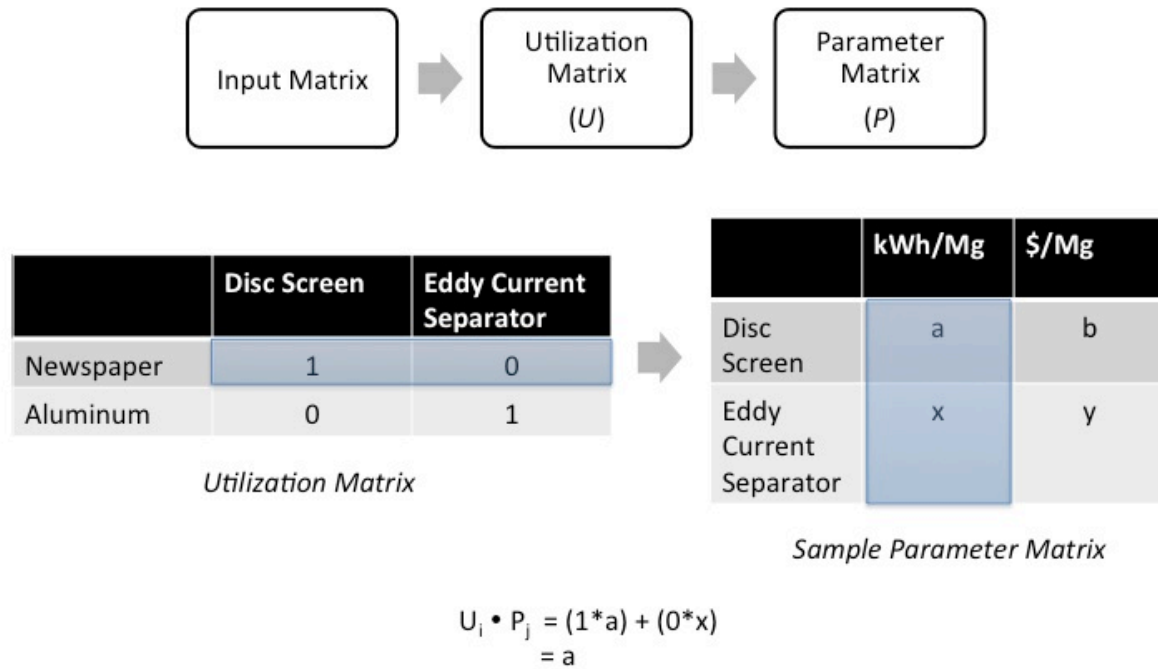 Input Matrix
Utilization
Matrix
(U)
Parameter
Matrix
(P)
Disc Screen
Eddy Current
Separator
Newspaper
1
0
Aluminum
0
1
Utilization Matrix
kWh/Mg
$/Mg
Disc
Screen
a
b
Eddy
Current
Separator
x
y
Sample Parameter Matrix
Uᵢ • Pⱼ = (1*a) + (0*x)
= a